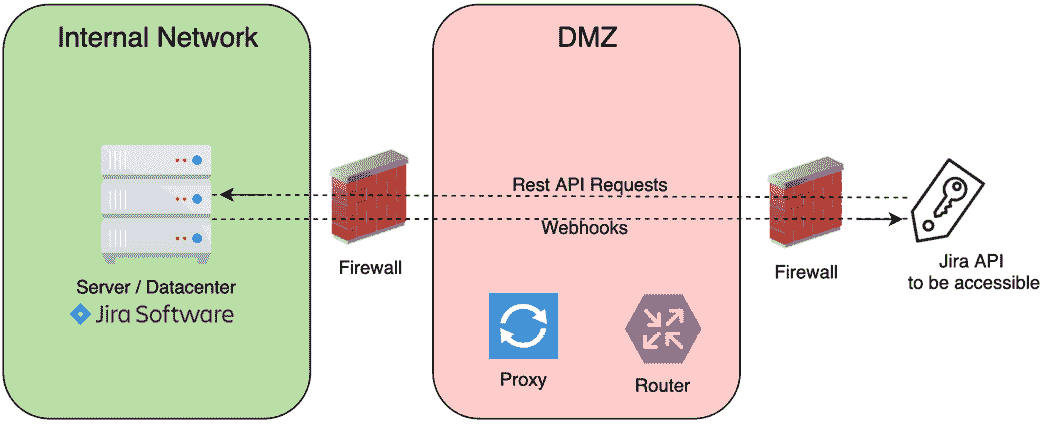 Internal Network
DMZ
Rest API Requests
Webhooks
Firewall
Firewall
Server / Datacenter
Jira Software
Jira API
to be accessible
Proxy
Router